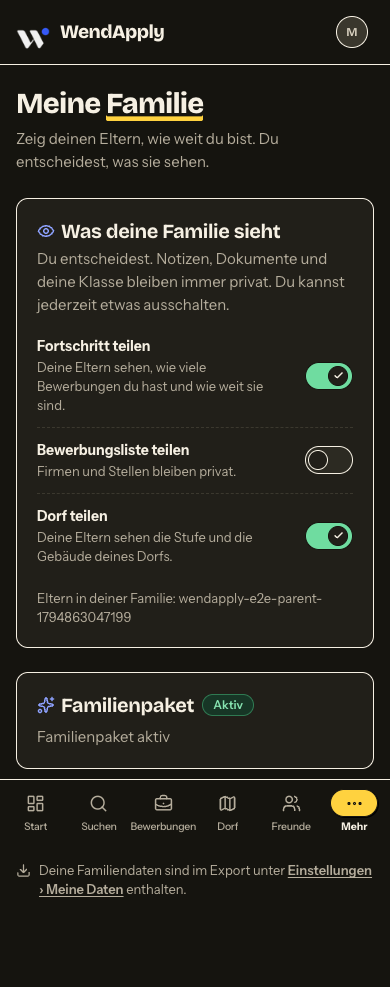 WendApply
M
Meine Familie
Zeig deinen Eltern, wie weit du bist. Du
entscheidest, was sie sehen.
Was deine Familie sieht
Du entscheidest. Notizen, Dokumente und
deine Klasse bleiben immer privat. Du kannst
jederzeit etwas ausschalten.
Fortschritt teilen
Deine Eltern sehen, wie viele
Bewerbungen du hast und wie weit sie
sind.
Bewerbungsliste teilen
Firmen und Stellen bleiben privat.
Dorf teilen
Deine Eltern sehen die Stufe und die
Gebäude deines Dorfs.
Eltern in deiner Familie: wendapply-e2e-parent-
1794863047199
Familienpaket Aktiv
Familienpaket aktiv
Start Suchen Bewerbungen Dorf Freunde Mehr
Deine Familiendaten sind im Export unter Einstellungen
› Meine Daten enthalten.